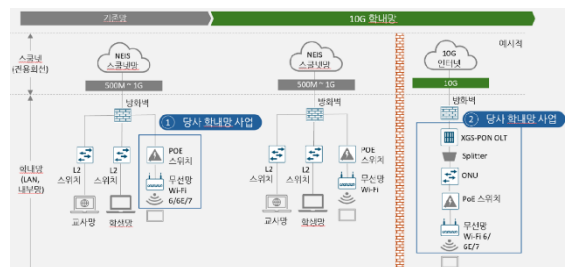 기존망
10G 학내망
스쿨넷
(전용회선)
예시적
NEIS
스쿨넷망
NEIS
스쿨넷망
10G
인터넷
500M ~ 1G
500M ~ 1G
10G
방화벽
방화벽
방화벽
① 당사 학내망 사업
② 당사 학내망 사업
학내망
(LAN,
내부망)
L2
스위치
L2
스위치
POE
스위치
무선망
Wi-Fi
6/6E/7
교사망
학생망
L2
스위치
L2
스위치
POE
스위치
무선망
Wi-Fi
교사망
학생망
XGS-PON OLT
Splitter
ONU
PoE 스위치
무선망
Wi-Fi 6/
6E/7